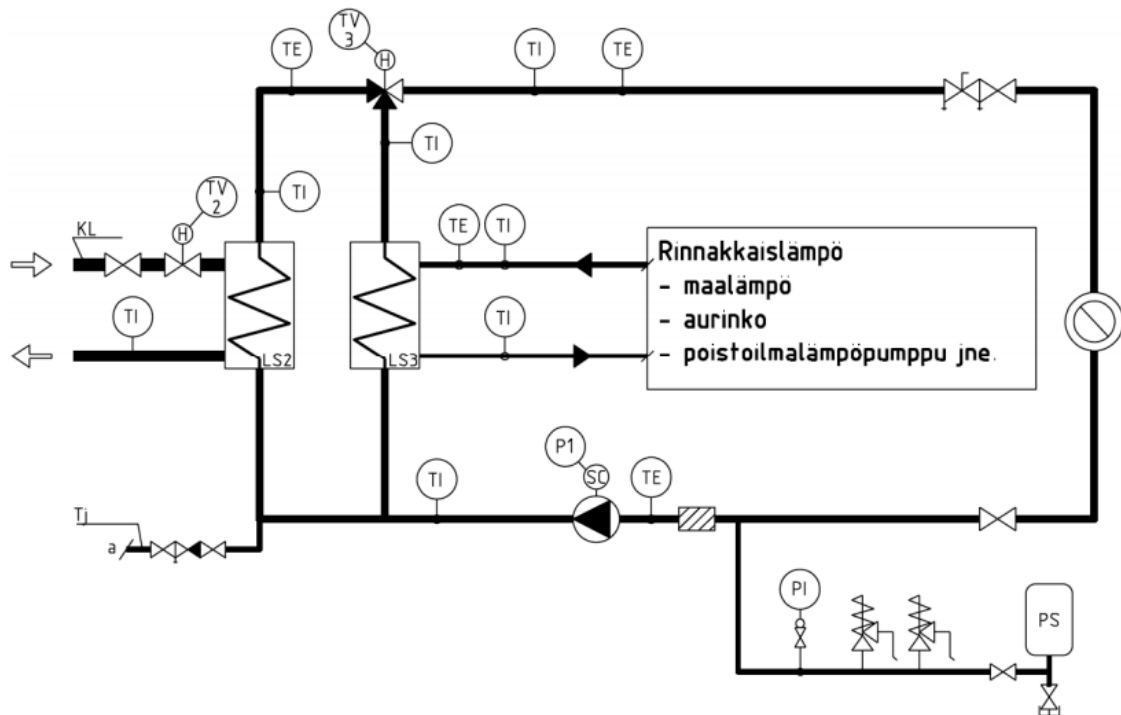 TV
3
H
TE
TI
TE
TI
TI
TV
2
H
KL
TE
TI
Rinnakkaislämpö
- maalämpö
- aurinko
- poistoilmalämpöpumppu jne.
TI
TI
LS2
LS3
P1
SC
TI
TE
Tj
a
PI
PS